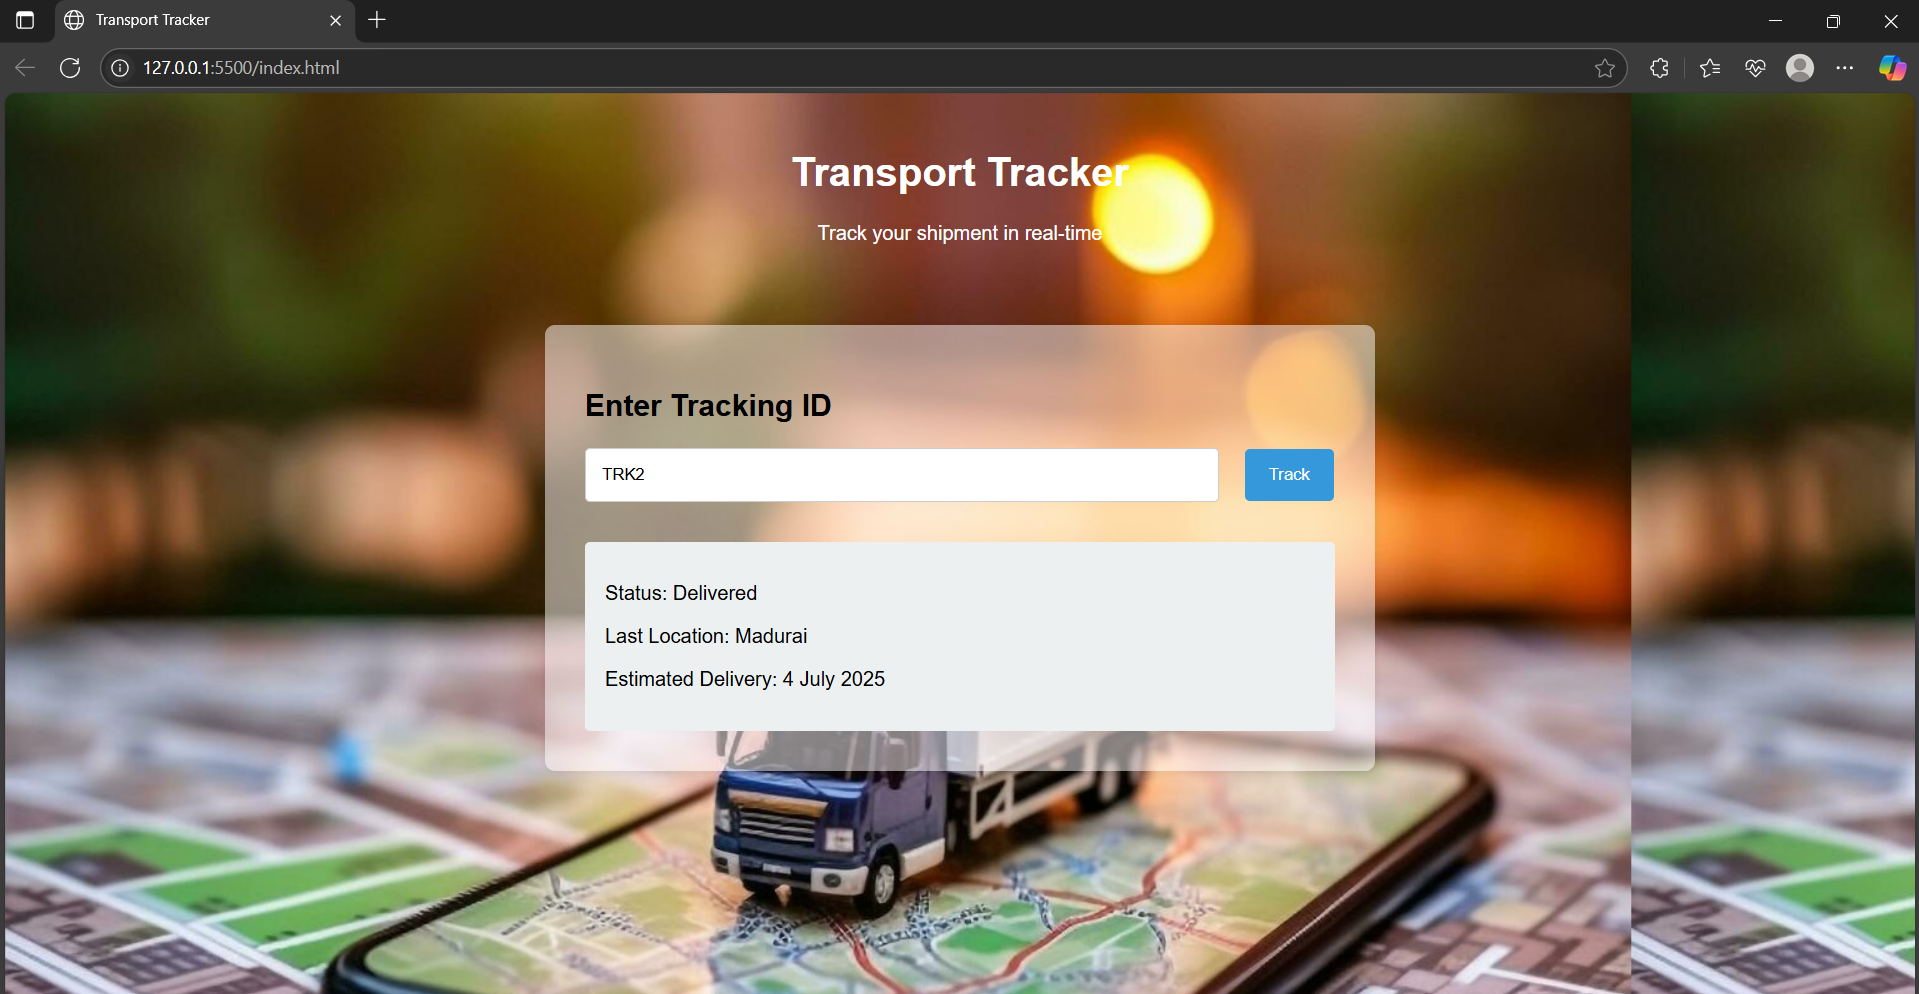 Transport Tracker
127.0.0.1:5500/index.html
Transport Tracker
Track your shipment in real-time
Enter Tracking ID
TRK2
Track
Status: Delivered
Last Location: Madurai
Estimated Delivery: 4 July 2025